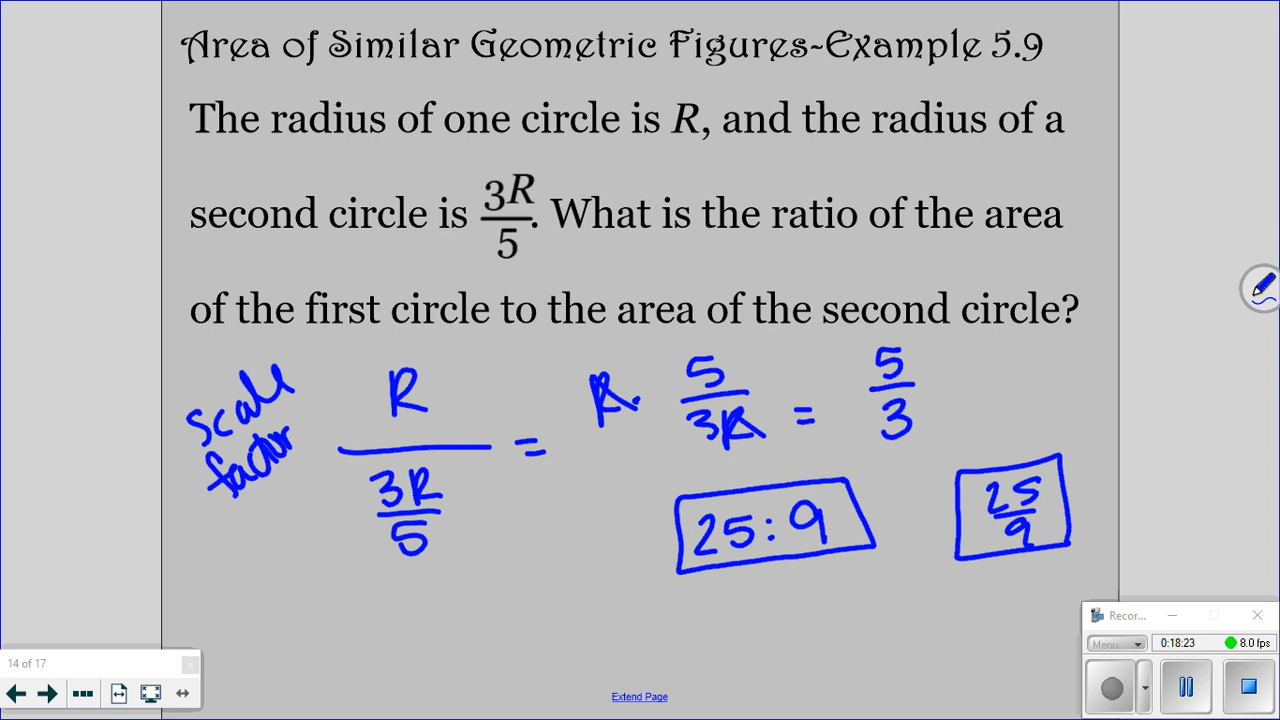 Area of Similar Geometric Figures-Example 5.9
The radius of one circle is R, and the radius of a
second circle is 3R/5. What is the ratio of the area
of the first circle to the area of the second circle?
scale
factor
R / (3R/5) = R · 5/3R = 5/3
25:9
25/9
Recor...
Menu
0:18:23
8.0 fps
14 of 17
Extend Page